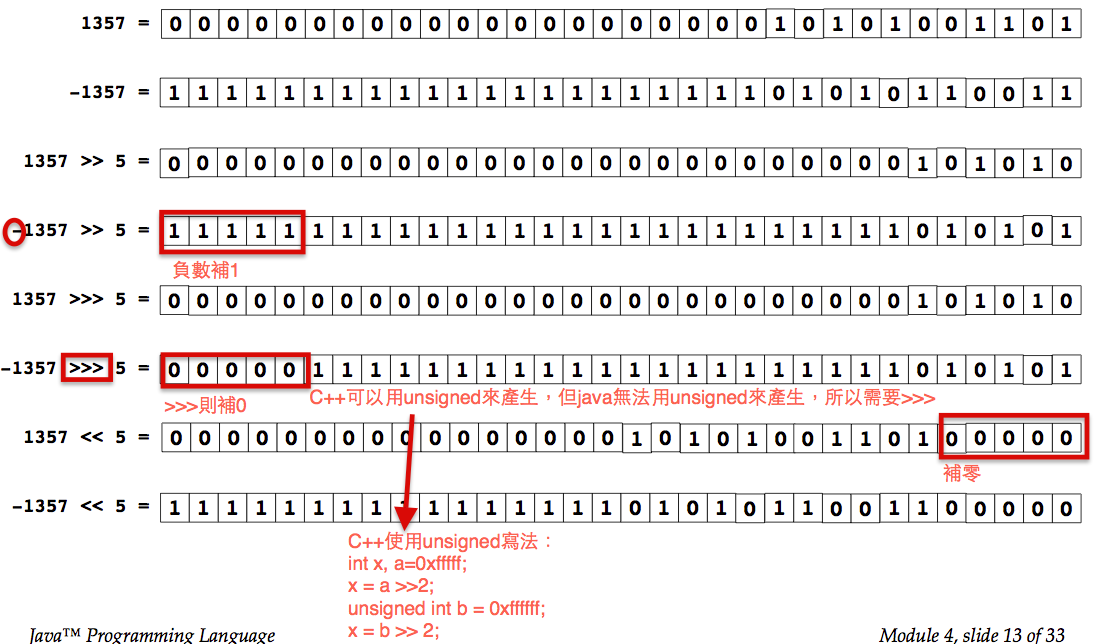 1357 = 0 0 0 0 0 0 0 0 0 0 0 0 0 0 0 0 0 0 0 0 0 1 0 1 0 1 0 0 1 1 0 1
-1357 = 1 1 1 1 1 1 1 1 1 1 1 1 1 1 1 1 1 1 1 1 1 0 1 0 1 0 1 1 0 0 1 1
1357 >> 5 = 0 0 0 0 0 0 0 0 0 0 0 0 0 0 0 0 0 0 0 0 0 0 0 0 0 0 1 0 1 0 1 0
-1357 >> 5 = 1 1 1 1 1 1 1 1 1 1 1 1 1 1 1 1 1 1 1 1 1 1 1 1 1 1 0 1 0 1 0 1
負數補1
1357 >>> 5 = 0 0 0 0 0 0 0 0 0 0 0 0 0 0 0 0 0 0 0 0 0 0 0 0 0 0 1 0 1 0 1 0
-1357 >>> 5 = 0 0 0 0 0 1 1 1 1 1 1 1 1 1 1 1 1 1 1 1 1 1 1 1 1 1 0 1 0 1 0 1
>>>則補0
C++可以用unsigned來產生，但java無法用unsigned來產生，所以需要>>>
1357 << 5 = 0 0 0 0 0 0 0 0 0 0 0 0 0 0 0 0 1 0 1 0 1 0 0 1 1 0 1 0 0 0 0 0
補零
-1357 << 5 = 1 1 1 1 1 1 1 1 1 1 1 1 1 1 1 1 0 1 0 1 0 1 1 0 0 1 1 0 0 0 0 0
C++使用unsigned寫法：
int x, a=0xfffff;
x = a >>2;
unsigned int b = 0xffffff;
x = b >> 2;
Java™ Programming Language
Module 4, slide 13 of 33